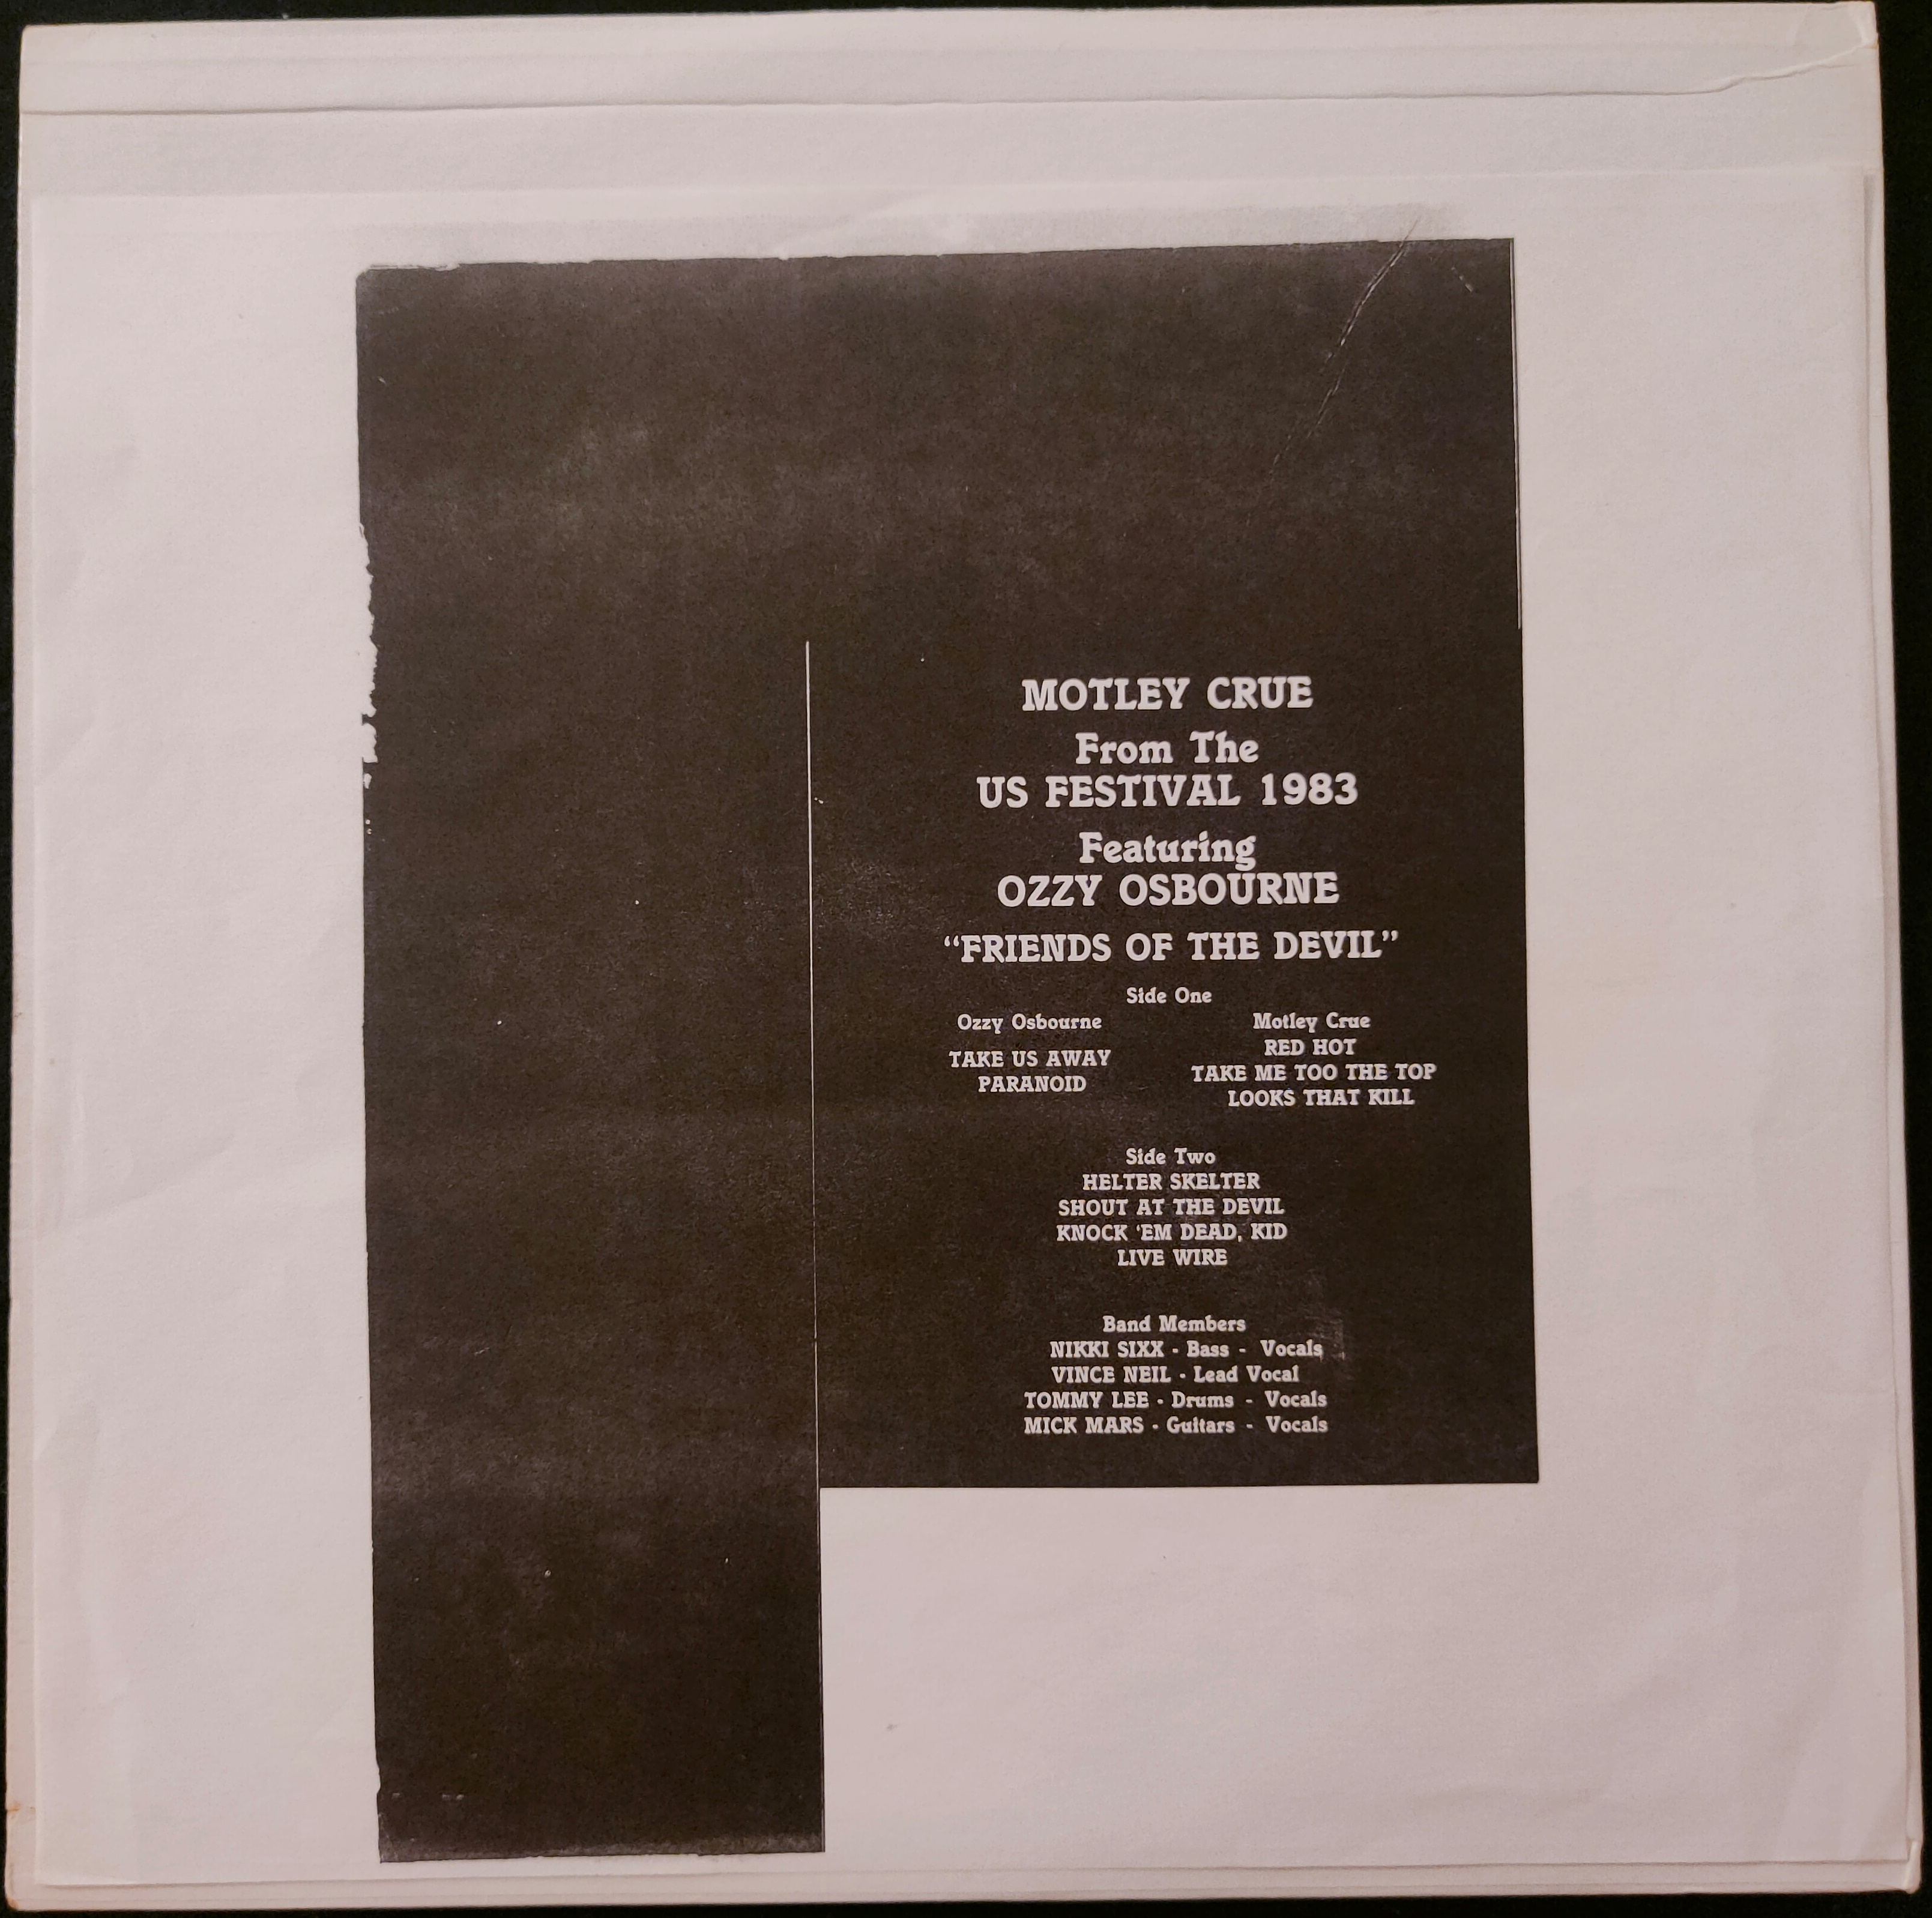 MOTLEY CRUE
From The
US FESTIVAL 1983
Featuring
OZZY OSBOURNE
“FRIENDS OF THE DEVIL”
Side One
Ozzy Osbourne
TAKE US AWAY
PARANOID
Motley Crue
RED HOT
TAKE ME TOO THE TOP
LOOKS THAT KILL
Side Two
HELTER SKELTER
SHOUT AT THE DEVIL
KNOCK ‘EM DEAD, KID
LIVE WIRE
Band Members
NIKKI SIXX - Bass - Vocals
VINCE NEIL - Lead Vocal
TOMMY LEE - Drums - Vocals
MICK MARS - Guitars - Vocals